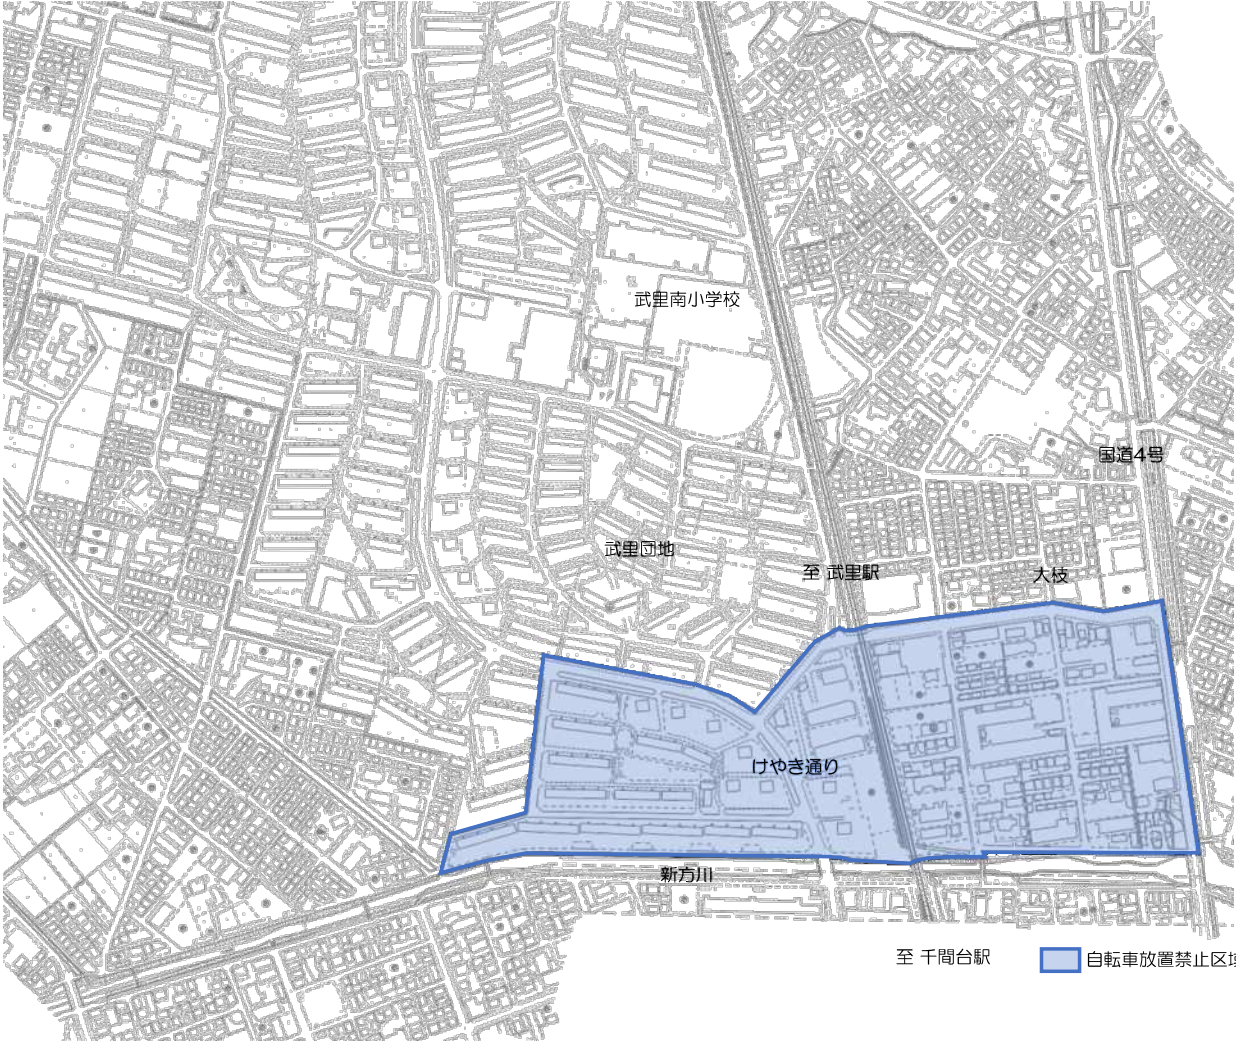 武里南小学校
国道4号
武里団地
至 武里駅
大枝
けやき通り
新方川
至 千間台駅
自転車放置禁止区域